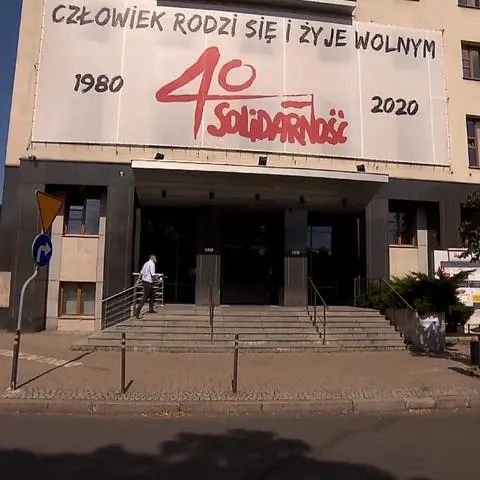 CZŁOWIEK RODZI SIĘ I ŻYJE WOLNYM
1980
40
SOLIDARNOŚĆ
2020